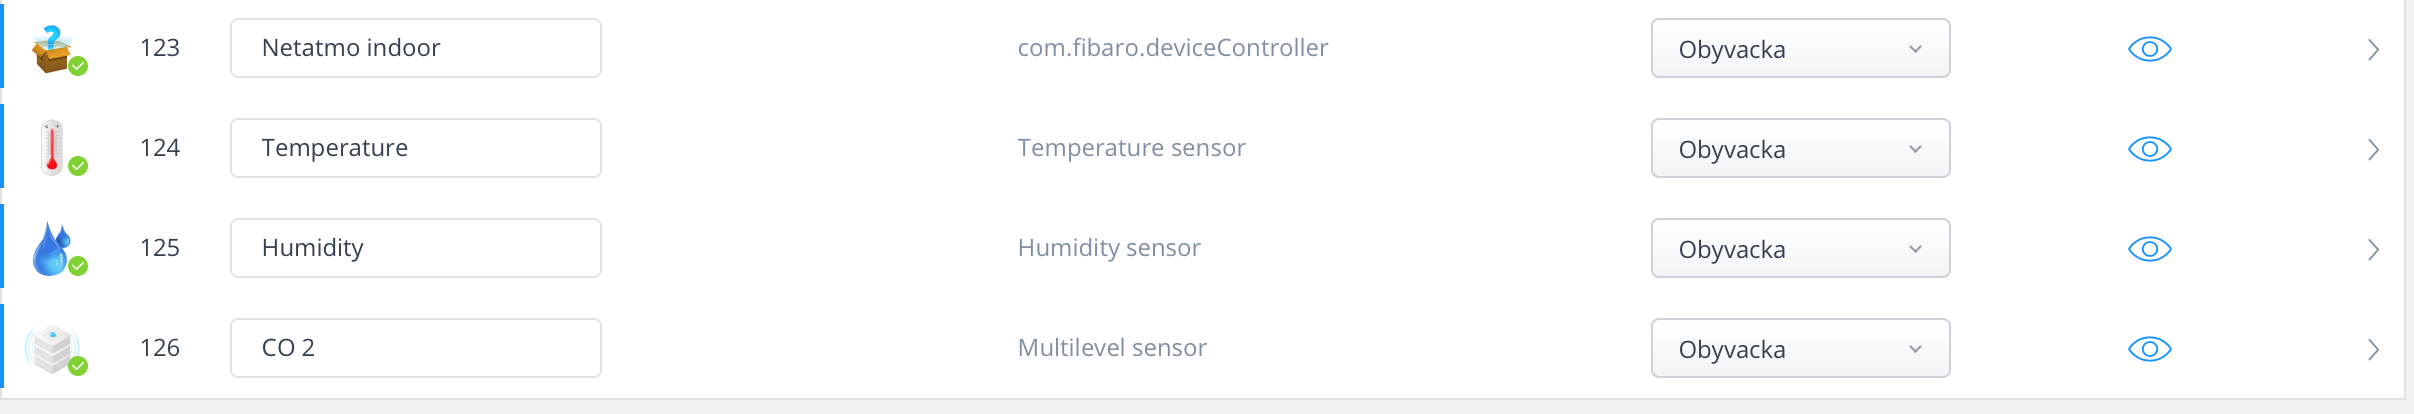 123 Netatmo indoor com.fibaro.deviceController Obyvacka
124 Temperature Temperature sensor Obyvacka
125 Humidity Humidity sensor Obyvacka
126 CO 2 Multilevel sensor Obyvacka